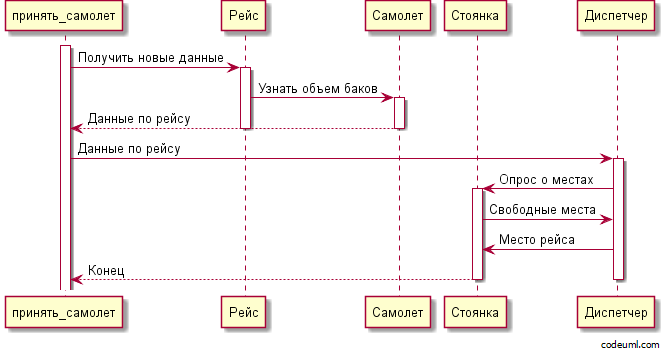 принять_самолет Рейс Самолет Стоянка Диспетчер
Получить новые данные
Узнать объем баков
Данные по рейсу
Данные по рейсу
Опрос о местах
Свободные места
Место рейса
Конец
принять_самолет Рейс Самолет Стоянка Диспетчер
codeuml.com